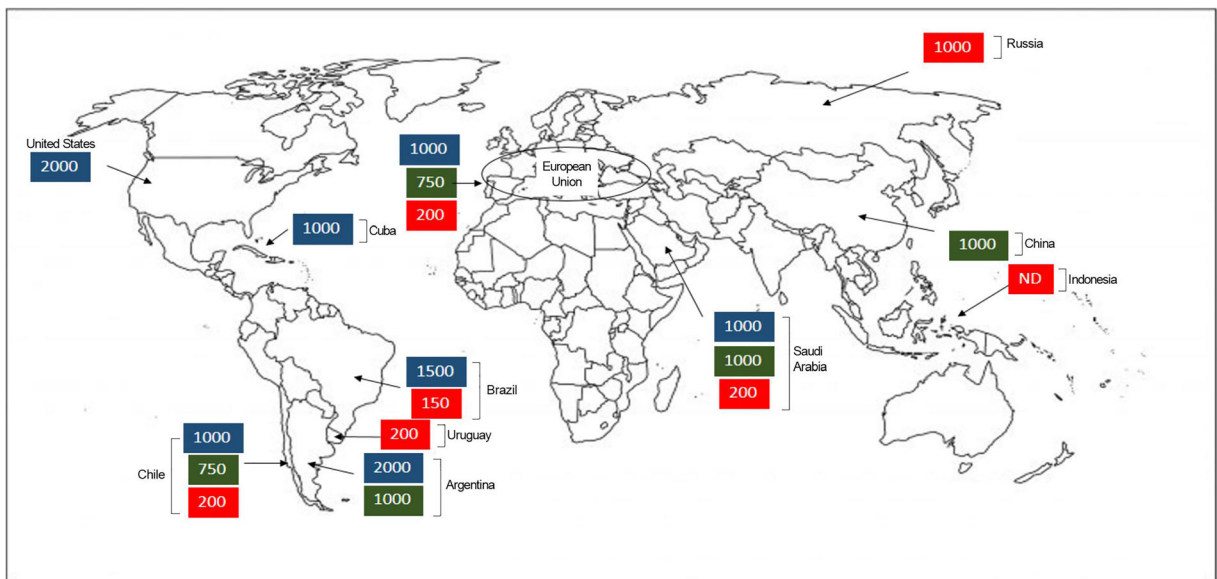 1000
Russia
United States
2000
1000
750
200
European
Union
1000
Cuba
1000
China
ND
Indonesia
1000
1000
200
Saudi
Arabia
1500
150
Brazil
200
Uruguay
1000
750
200
Chile
2000
1000
Argentina